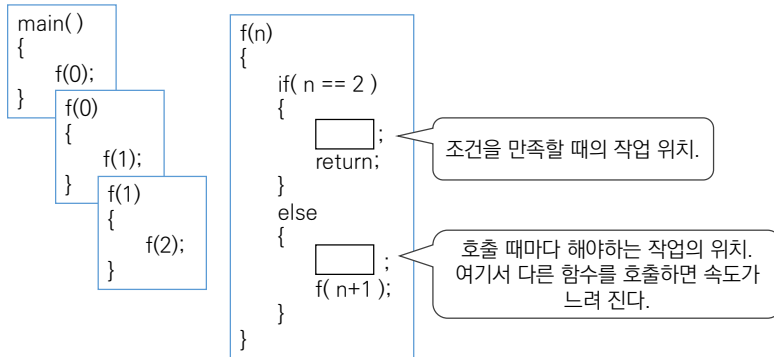 main( )
{
f(0);
}
f(0)
{
f(1);
}
f(1)
{
f(2);
}
f(n)
{
if( n == 2 )
{
;
return;
}
else
{
;
f( n+1 );
}
}
조건을 만족할 때의 작업 위치.
호출 때마다 해야하는 작업의 위치.
여기서 다른 함수를 호출하면 속도가
느려 진다.